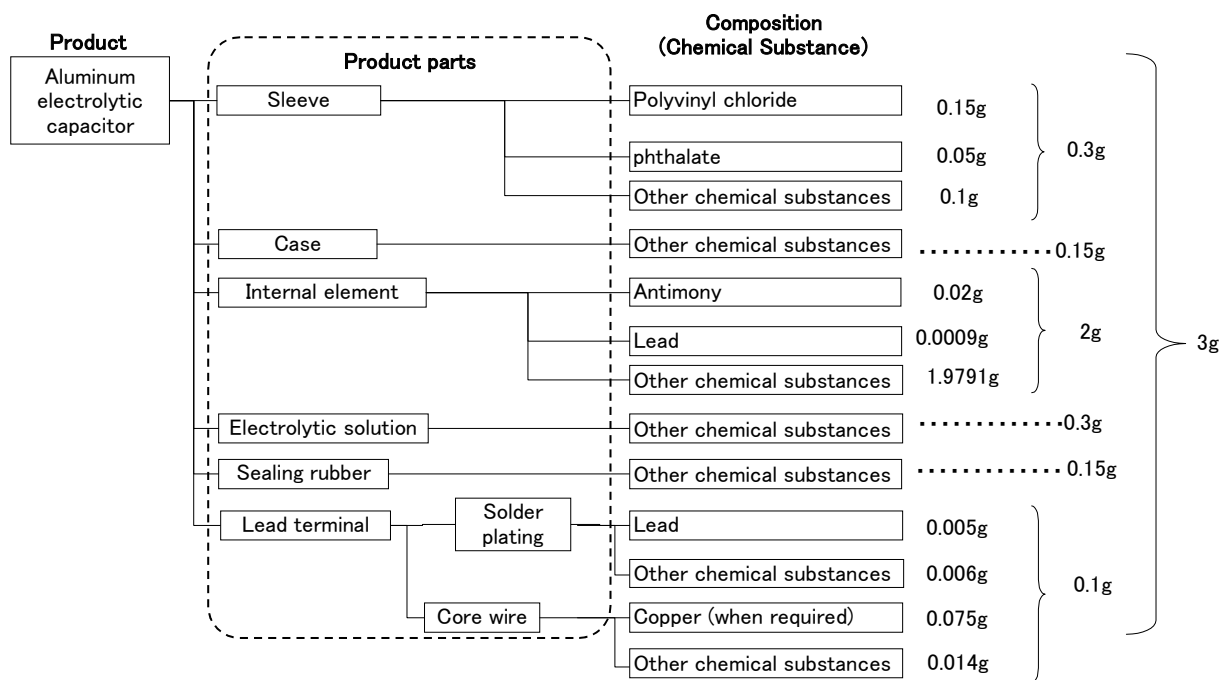 Product
Aluminum
electrolytic
capacitor
Product parts
Composition
(Chemical Substance)
Sleeve
Polyvinyl chloride
0.15g
phthalate
0.05g
Other chemical substances
0.1g
0.3g
Case
Other chemical substances
0.15g
Internal element
Antimony
0.02g
Lead
0.0009g
Other chemical substances
1.9791g
2g
3g
Electrolytic solution
Other chemical substances
0.3g
Sealing rubber
Other chemical substances
0.15g
Lead terminal
Solder
plating
Lead
0.005g
Other chemical substances
0.006g
0.1g
Core wire
Copper (when required)
0.075g
Other chemical substances
0.014g